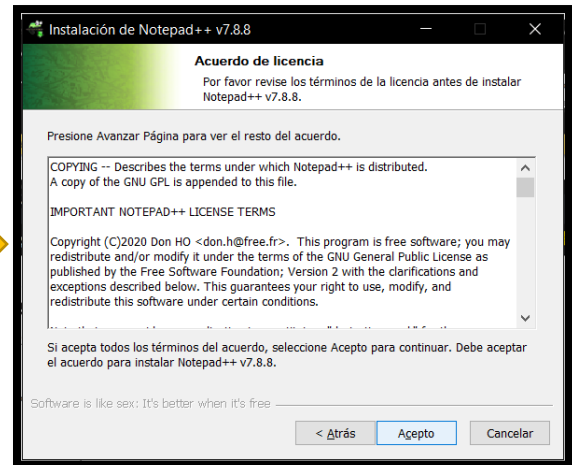 Instalación de Notepad++ v7.8.8
Acuerdo de licencia
Por favor revise los términos de la licencia antes de instalar
Notepad++ v7.8.8.
Presione Avanzar Página para ver el resto del acuerdo.
COPYING -- Describes the terms under which Notepad++ is distributed.
A copy of the GNU GPL is appended to this file.
IMPORTANT NOTEPAD++ LICENSE TERMS
Copyright (C)2020 Don HO <don.h@free.fr>. This program is free software; you may
redistribute and/or modify it under the terms of the GNU General Public License as
published by the Free Software Foundation; Version 2 with the clarifications and
exceptions described below. This guarantees your right to use, modify, and
redistribute this software under certain conditions.
Si acepta todos los términos del acuerdo, seleccione Acepto para continuar. Debe aceptar
el acuerdo para instalar Notepad++ v7.8.8.
Software is like sex: It's better when it's free
< Atrás
Acepto
Cancelar